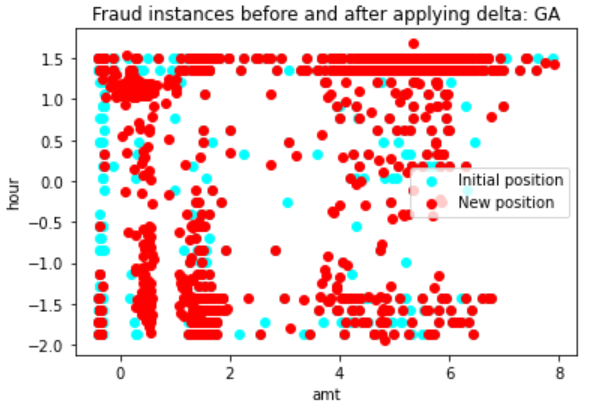 Fraud instances before and after applying delta: GA
1.5
1.0
0.5
0.0
−0.5
−1.0
−1.5
−2.0
hour
Initial position
New position
0 2 4 6 8
amt